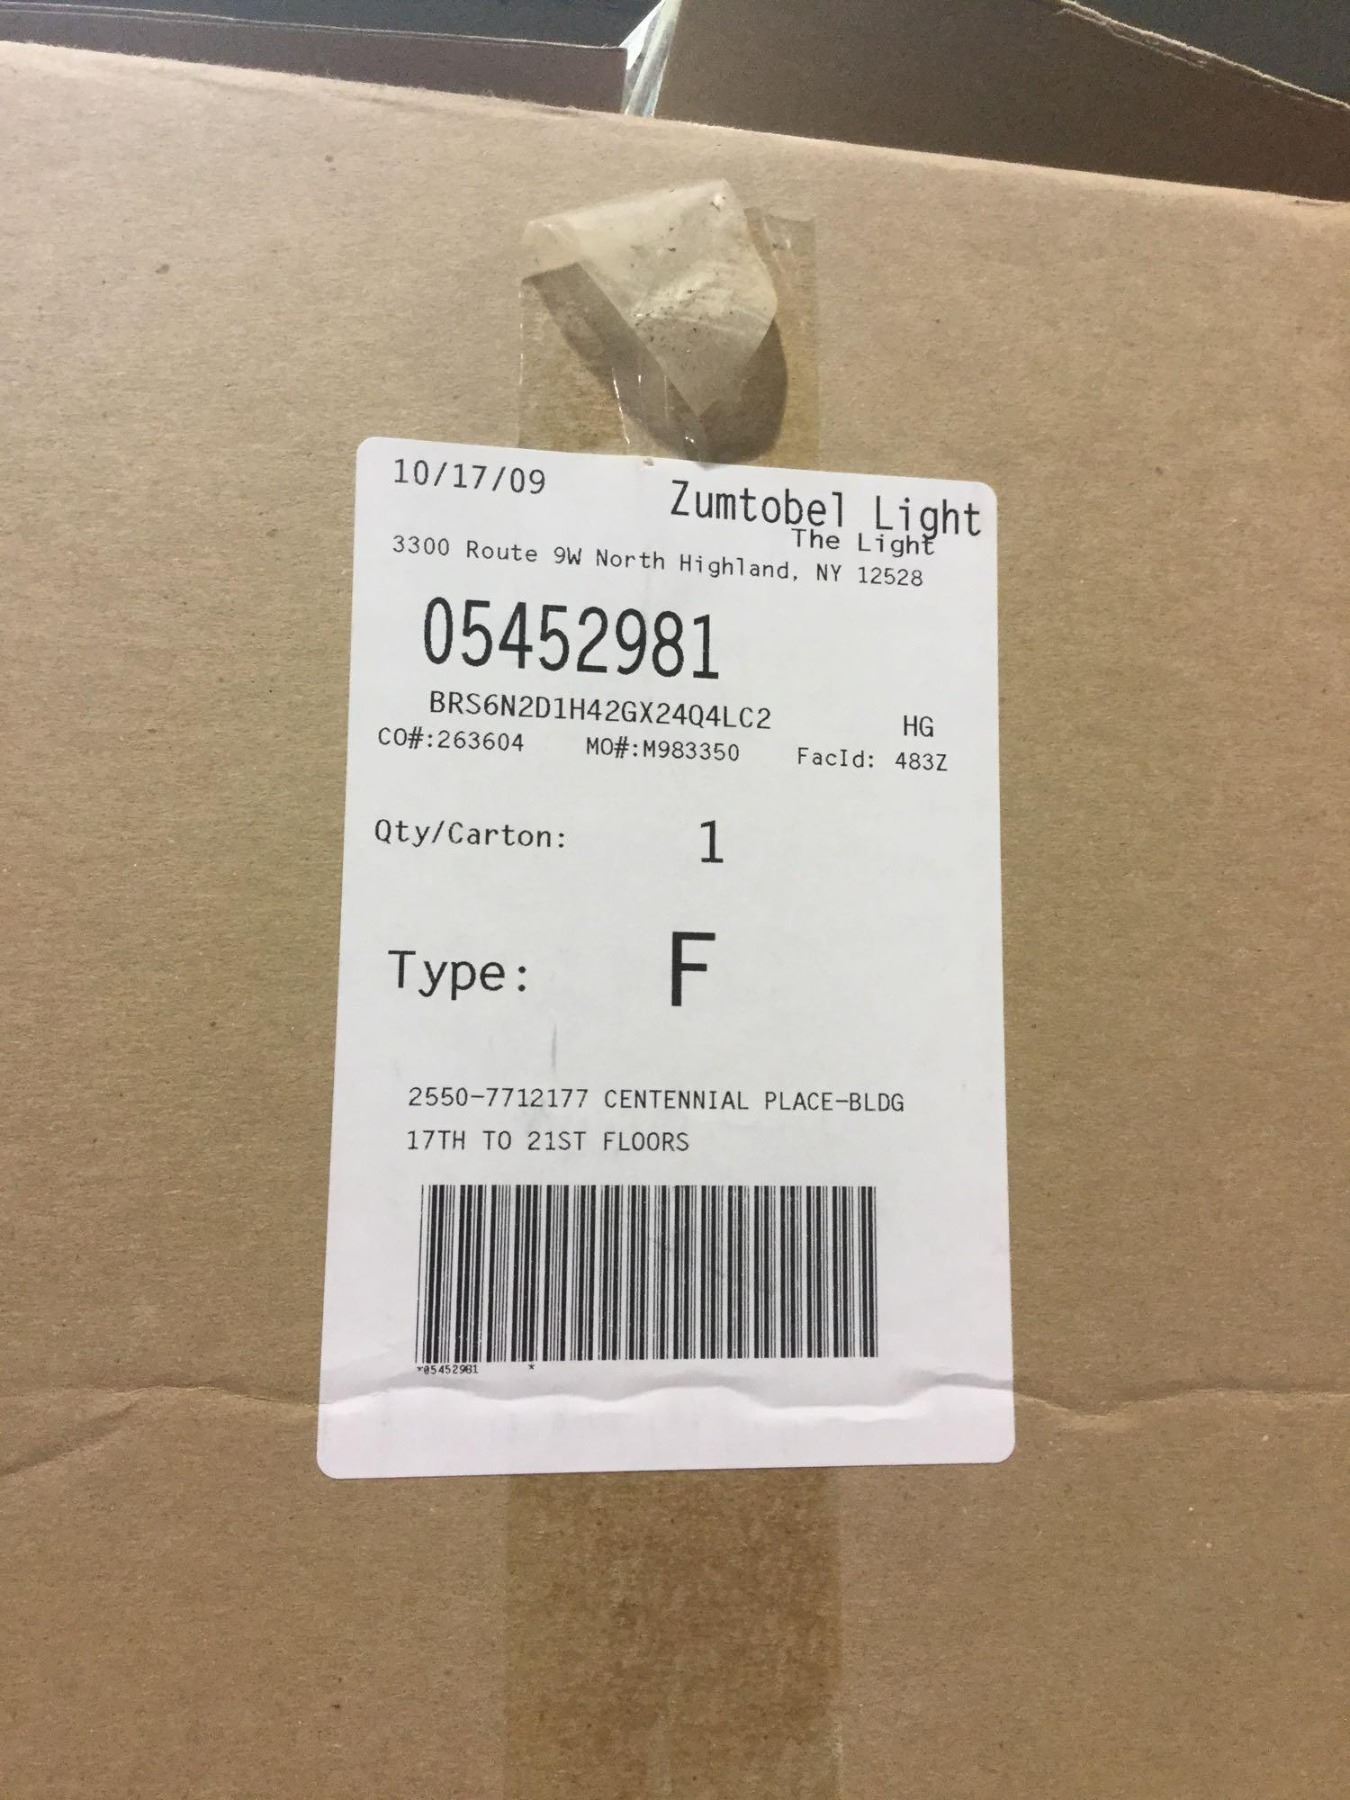 10/17/09 Zumtobel Light
The Light
3300 Route 9W North Highland, NY 12528
05452981
BRS6N2D1H42GX24Q4LC2 HG
CO#:263604 MO#:M983350 FacId: 483Z
Qty/Carton: 1
Type: F
2550-7712177 CENTENNIAL PLACE-BLDG
17TH TO 21ST FLOORS
*05452981 *